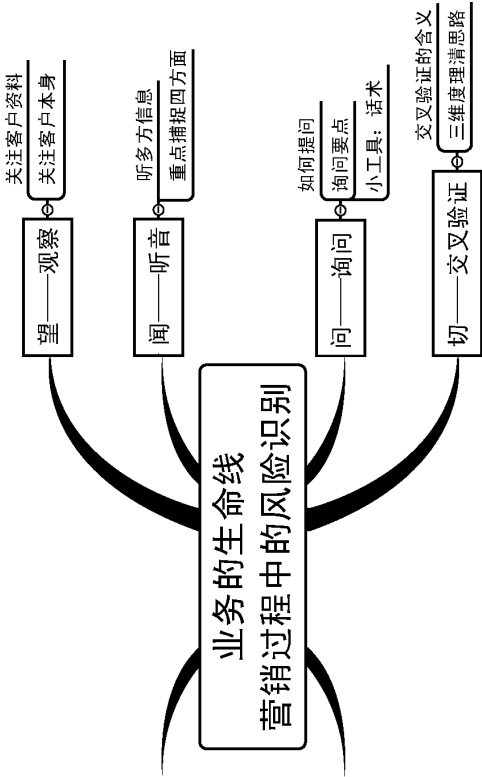 业务的生命线
营销过程中的风险识别
望——观察
关注客户资料
关注客户本身
闻——听音
听多方信息
重点捕捉四方面
问——询问
如何提问
询问要点
小工具：话术
切——交叉验证
交叉验证的含义
三维度理清思路